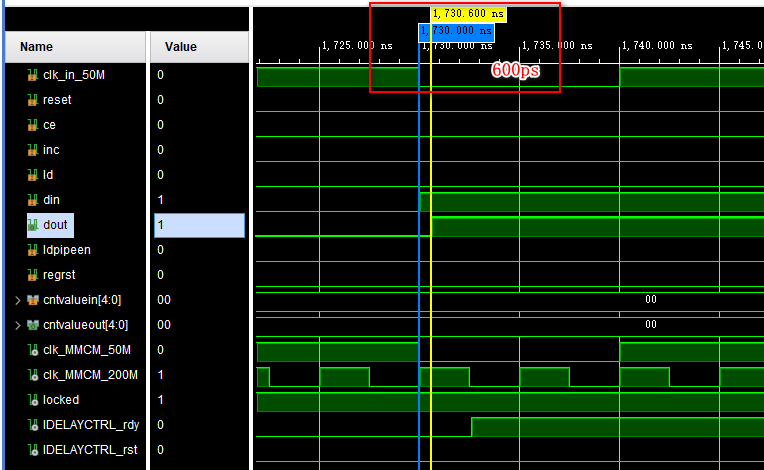 1,730.600 ns
1,730.000 ns
Name Value
1,725.000 ns 1,730.000 ns 1,735.000 ns 1,740.000 ns 1,745.
600ps
clk_in_50M 0
reset 0
ce 0
inc 0
ld 0
din 1
dout 1
ldpipeen 0
regrst 0
cntvaluein[4:0] 00 00
cntvalueout[4:0] 00 00
clk_MMCM_50M 0
clk_MMCM_200M 1
locked 1
IDELAYCTRL_rdy 0
IDELAYCTRL_rst 0